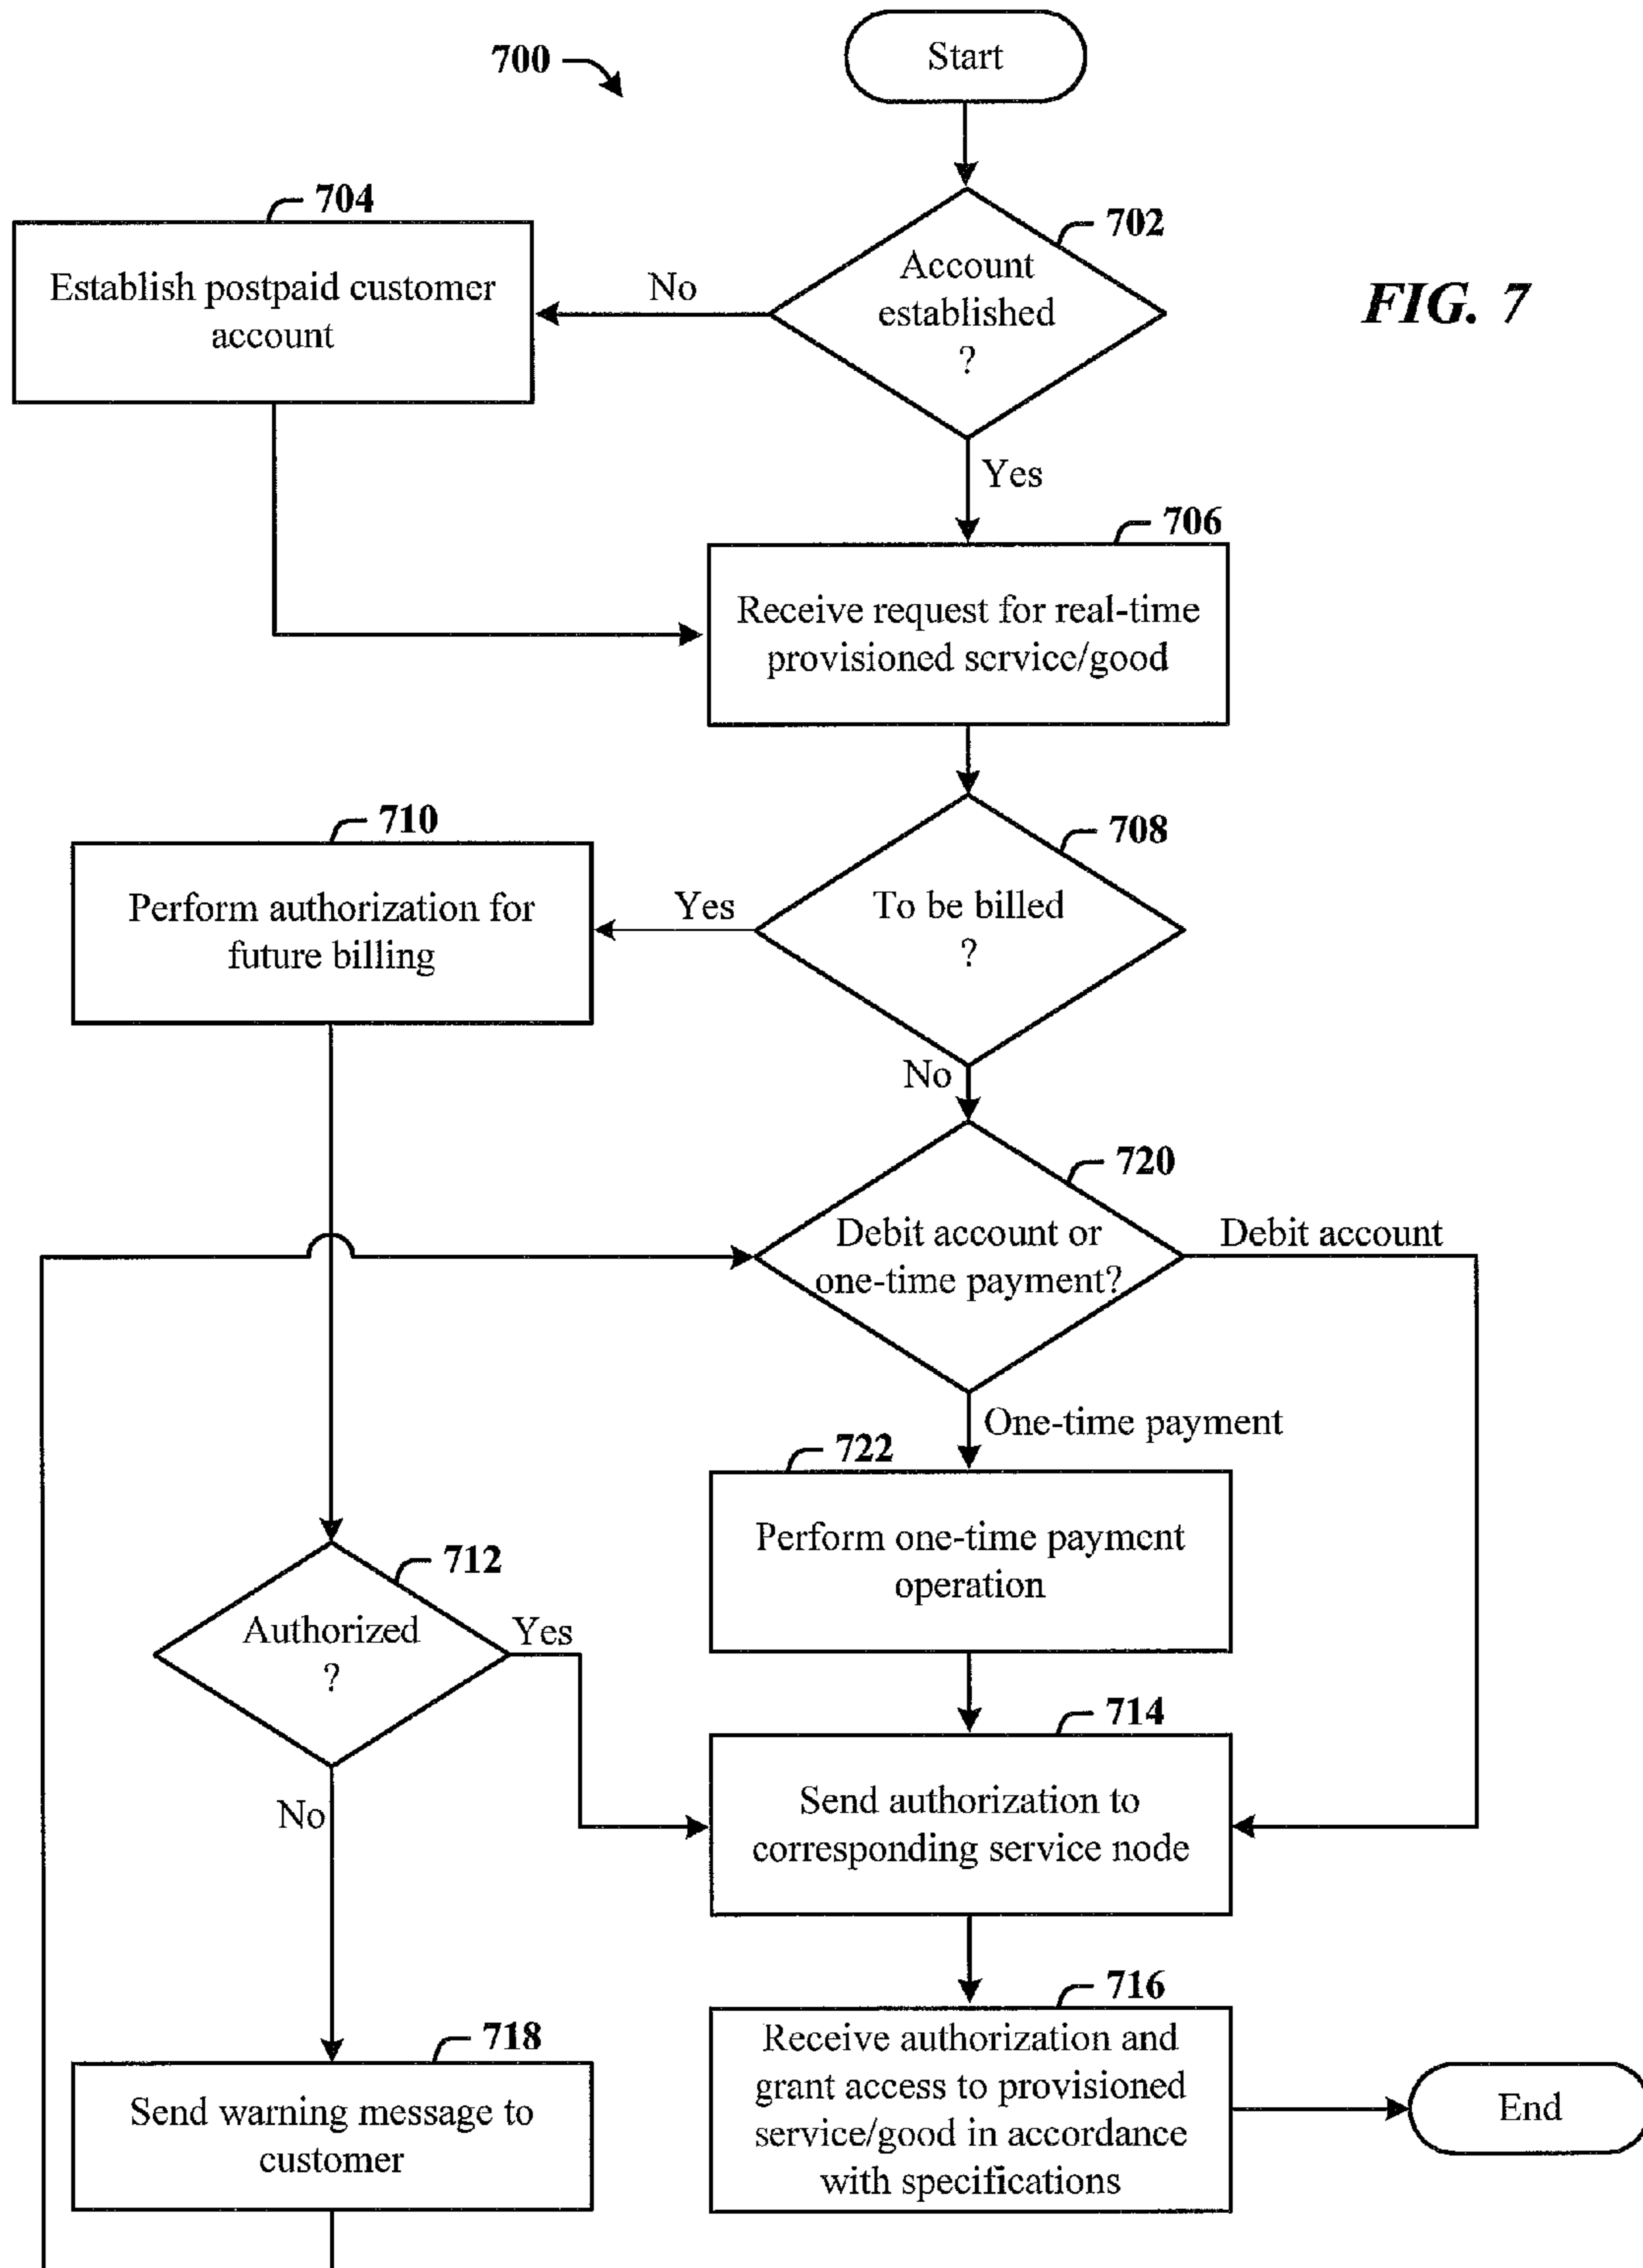 700
Start
704
702
Establish postpaid customer
account
No
Account
established
?
FIG. 7
Yes
706
Receive request for real-time
provisioned service/good
710
708
Perform authorization for
future billing
Yes
To be billed
?
No
720
Debit account or
one-time payment?
Debit account
One-time payment
722
Perform one-time payment
operation
712
Authorized
?
Yes
714
No
Send authorization to
corresponding service node
716
718
Receive authorization and
grant access to provisioned
service/good in accordance
with specifications
Send warning message to
customer
End